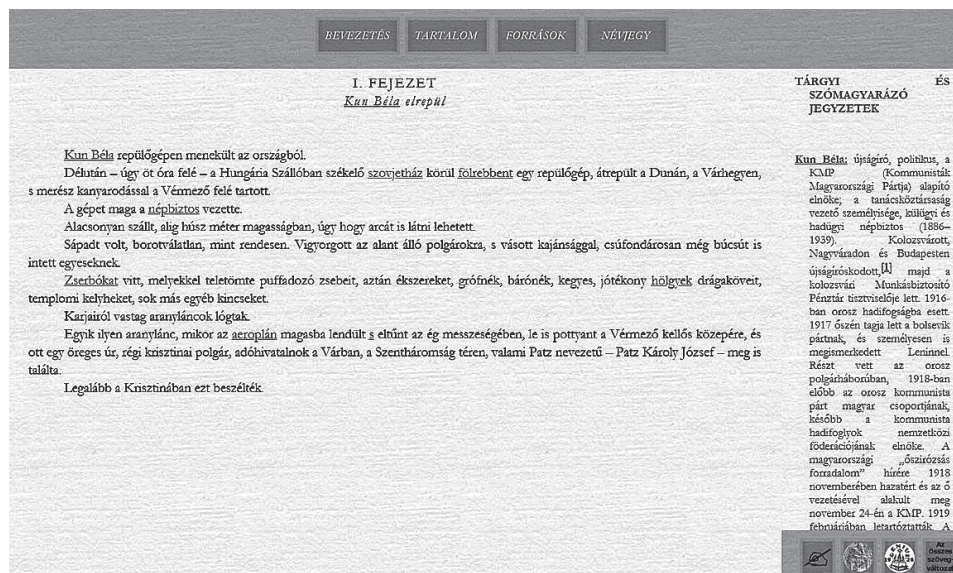 BEVEZETÉS TARTALOM FORRÁSOK NÉVJEGY
I. FEJEZET
Kun Béla elrepül
Kun Béla repülőgépen menekült az országból.
Délután – úgy öt óra felé – a Hungária Szállóban székelő szovjetház körül fölrebbent egy repülőgép, átrepült a Dunán, a Várhegyen,
s merész kanyarodással a Vérmező felé tartott.
A gépet maga a népbiztos vezette.
Alacsonyan szállt, alig húsz méter magasságban, úgy hogy arcát is látni lehetett.
Sápadt volt, borotválatlan, mint rendesen. Vigyorgott az alant álló polgárokra, s vásott kajánsággal, csúfondárosan még búcsút is
intett egyeseknek.
Zserbókat vitt, melyekkel teletömte puffadozó zsebeit, aztán ékszereket, grófnék, bárónék, kegyes, jótékony hölgyek drágaköveit,
templomi kelyheket, sok más egyéb kincseket.
Karjairól vastag aranyláncok lógtak.
Egyik ilyen aranylánc, mikor az aeroplán magasba lendült s eltűnt az ég messzeségében, le is pottyant a Vérmező kellős közepére, és
ott egy öreges úr, régi krisztinai polgár, adóhivatalnok a Várban, a Szentháromság téren, valami Patz nevezetű – Patz Károly József – meg is
találta.
Legalább a Krisztinában ezt beszélték.
TÁRGYI ÉS
SZÓMAGYARÁZÓ
JEGYZETEK
Kun Béla: újságíró, politikus, a
KMP (Kommunisták
Magyarországi Pártja) alapító
elnöke; a tanácsköztársaság
vezető személyisége, külügyi és
hadügyi népbiztos (1886–
1939). Kolozsvárott,
Nagyváradon és Budapesten
újságíróskodott,[1] majd a
kolozsvári Munkásbiztosító
Pénztár tisztviselője lett. 1916-
ban orosz hadifogságba esett.
1917 őszén tagja lett a bolsevik
pártnak, és személyesen is
megismerkedett Leninnel.
Részt vett az orosz
polgárháborúban, 1918-ban
előbb az orosz kommunista
párt magyar csoportjának,
később a kommunista
hadifoglyok nemzetközi
föderációjának elnöke. A
magyarországi „őszirózsás
forradalom” hírére 1918
novemberében hazatért és az ő
vezetésével alakult meg
november 24-én a KMP. 1919
februárjában letartóztatták. A
Az
összes
szöveg-
változat